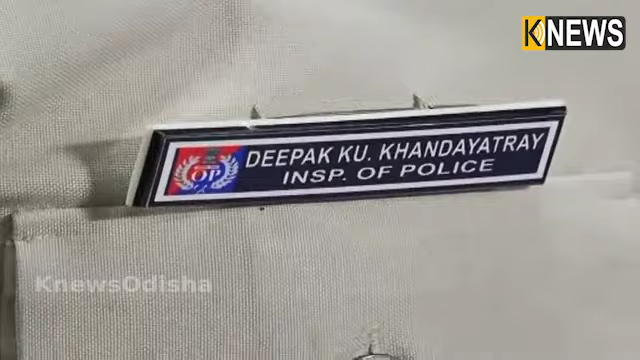 KNEWS
DEEPAK KU. KHANDAYATRAY
INSP. OF POLICE
OP
KnewsOdisha